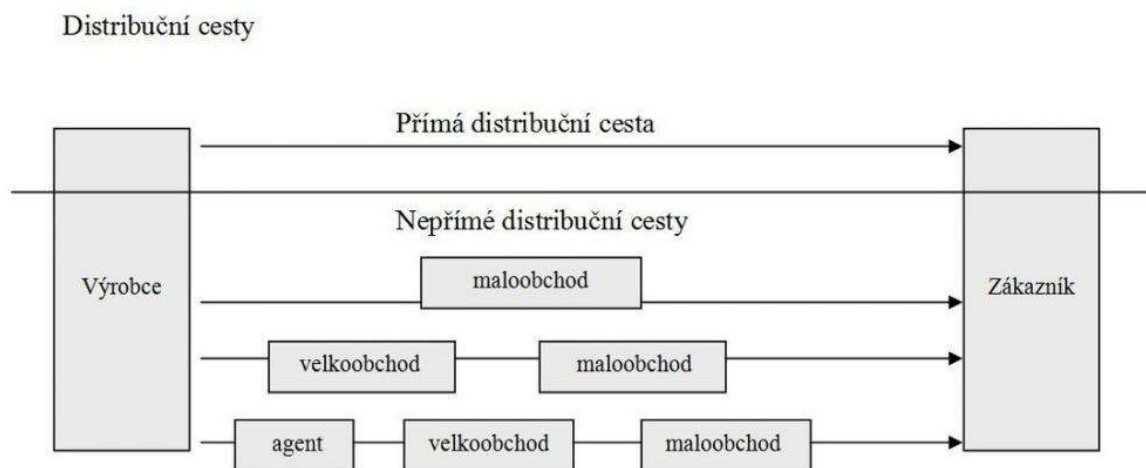 Distribuční cesty
Přímá distribuční cesta
Nepřímé distribuční cesty
Výrobce
maloobchod
Zákazník
velkoobchod
maloobchod
agent
velkoobchod
maloobchod